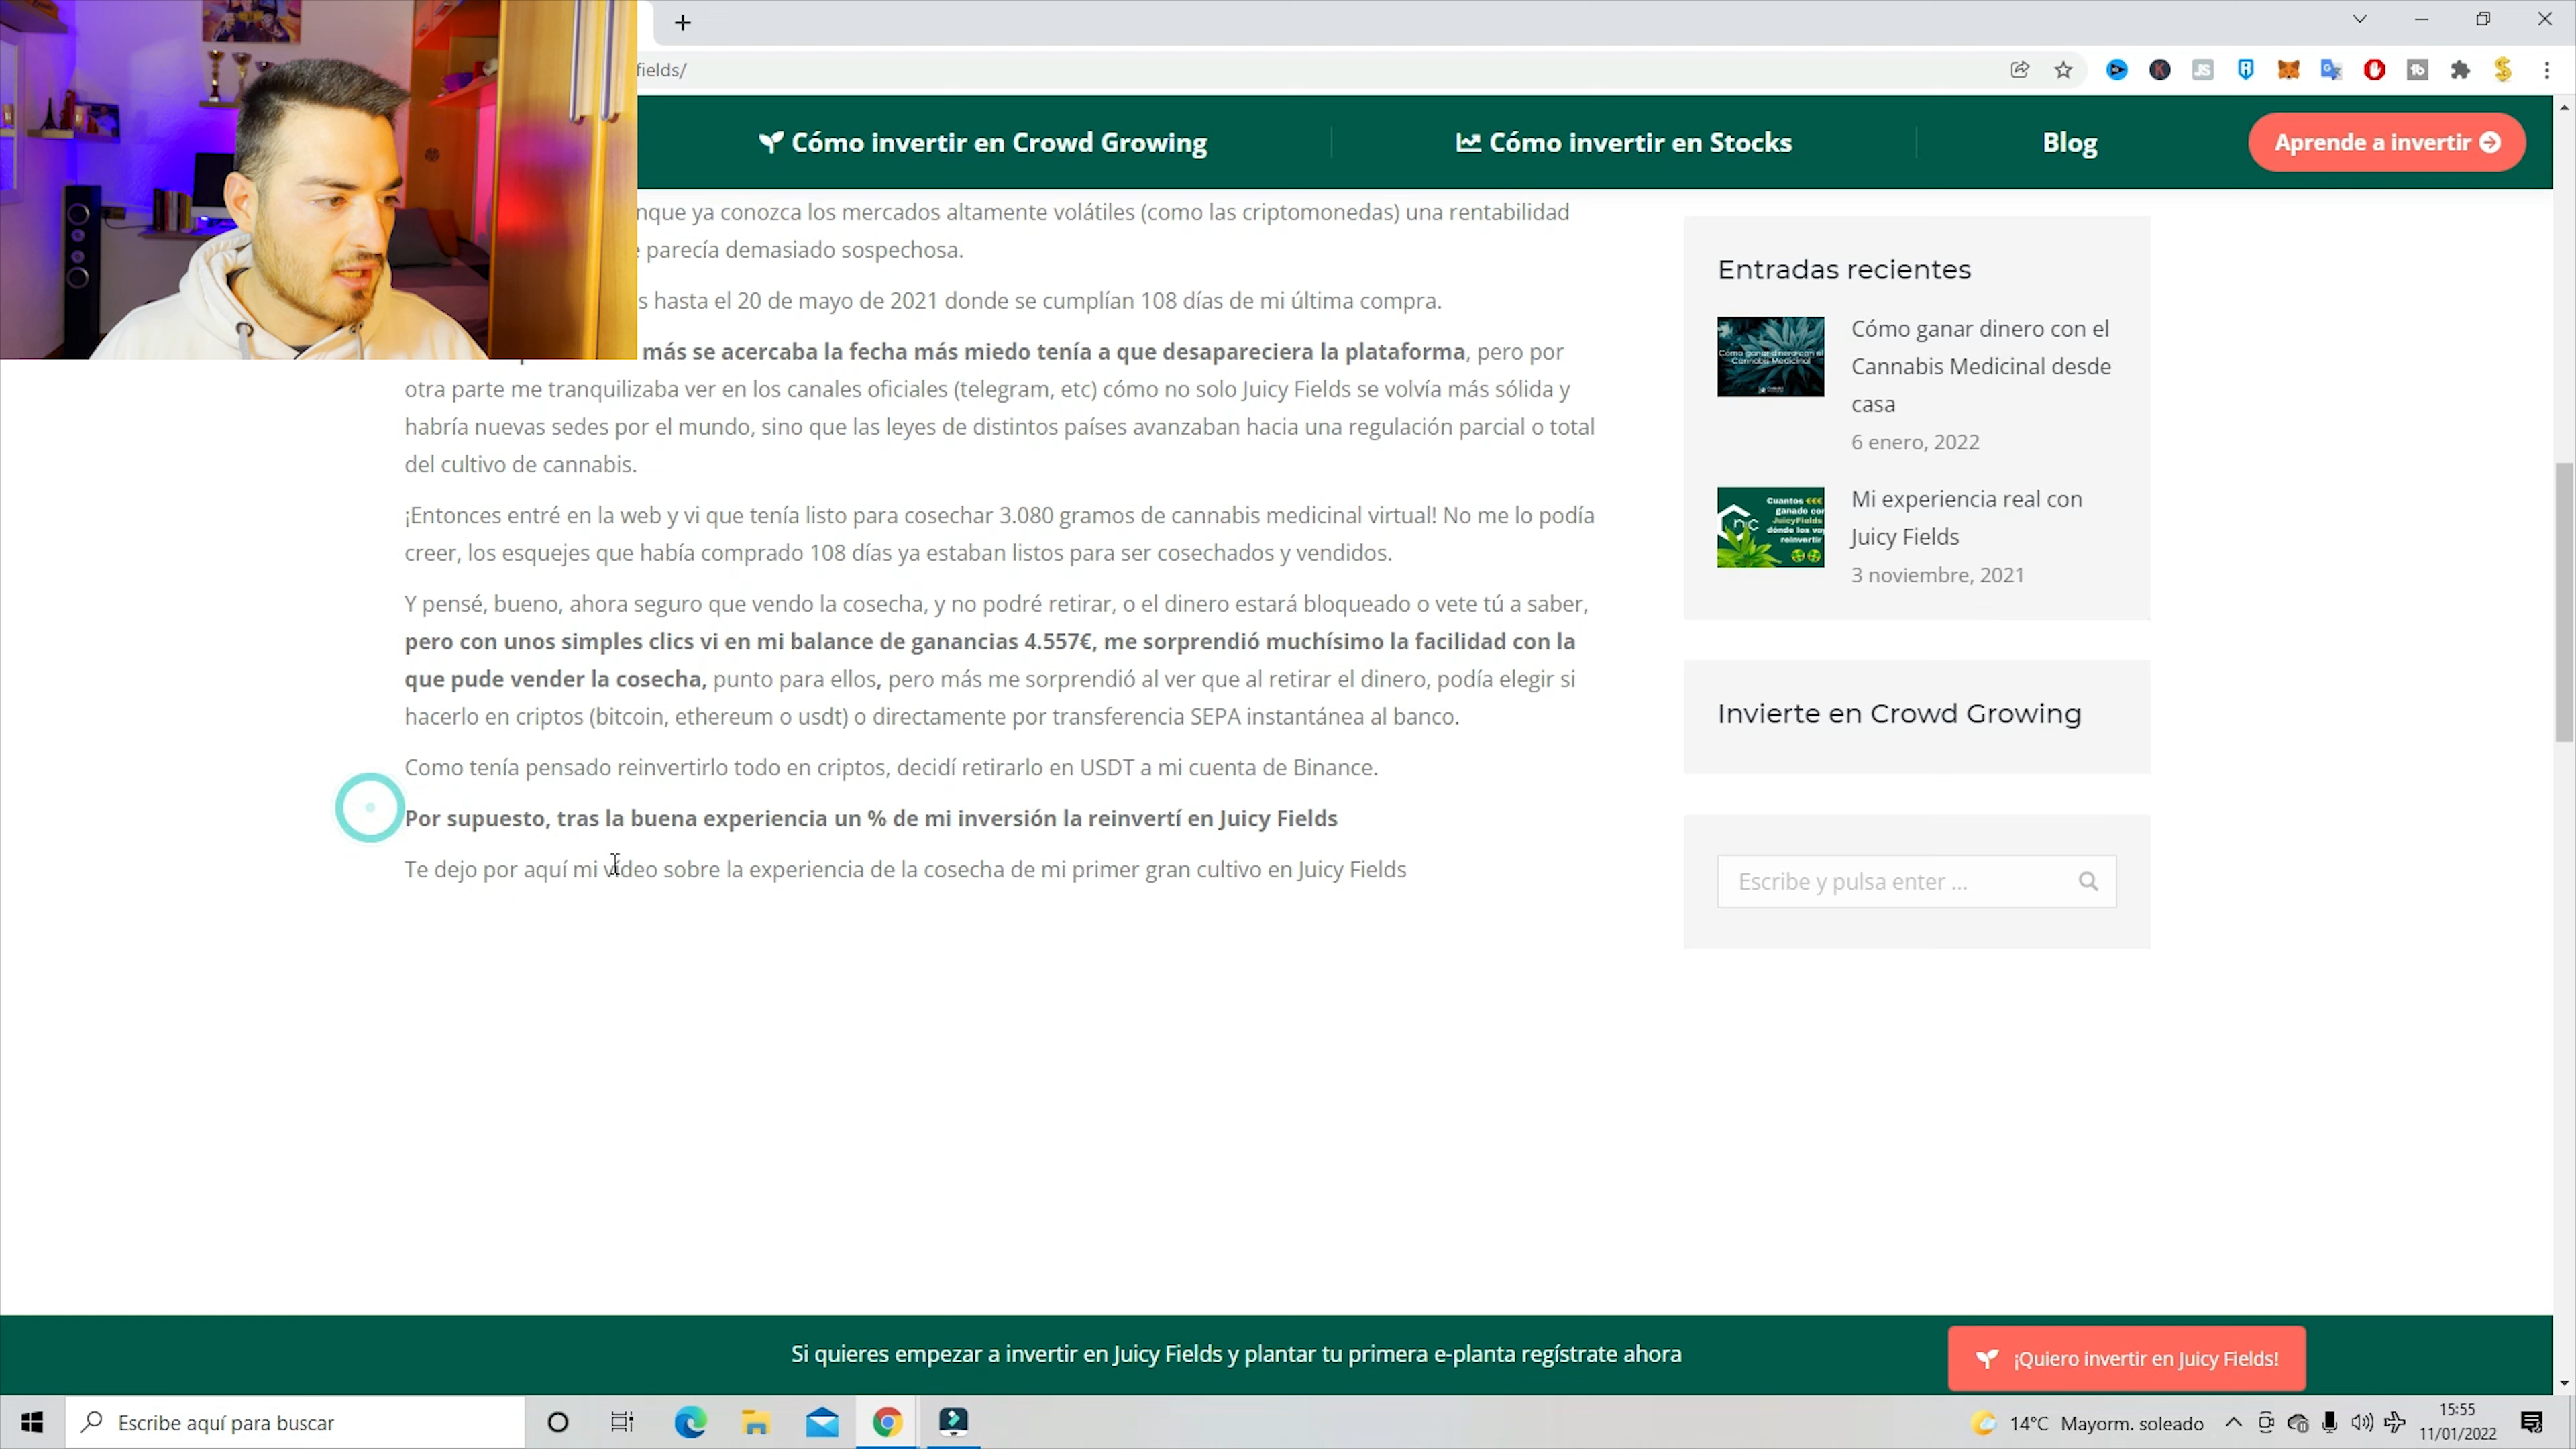 fields/
Cómo invertir en Crowd Growing
Cómo invertir en Stocks
Blog
Aprende a invertir
nque ya conozca los mercados altamente volátiles (como las criptomonedas) una rentabilidad
parecía demasiado sospechosa.
s hasta el 20 de mayo de 2021 donde se cumplían 108 días de mi última compra.
más se acercaba la fecha más miedo tenía a que desapareciera la plataforma, pero por
otra parte me tranquilizaba ver en los canales oficiales (telegram, etc) cómo no solo Juicy Fields se volvía más sólida y
habría nuevas sedes por el mundo, sino que las leyes de distintos países avanzaban hacia una regulación parcial o total
del cultivo de cannabis.
¡Entonces entré en la web y vi que tenía listo para cosechar 3.080 gramos de cannabis medicinal virtual! No me lo podía
creer, los esquejes que había comprado 108 días ya estaban listos para ser cosechados y vendidos.
Y pensé, bueno, ahora seguro que vendo la cosecha, y no podré retirar, o el dinero estará bloqueado o vete tú a saber,
pero con unos simples clics vi en mi balance de ganancias 4.557€, me sorprendió muchísimo la facilidad con la
que pude vender la cosecha, punto para ellos, pero más me sorprendió al ver que al retirar el dinero, podía elegir si
hacerlo en criptos (bitcoin, ethereum o usdt) o directamente por transferencia SEPA instantánea al banco.
Como tenía pensado reinvertirlo todo en criptos, decidí retirarlo en USDT a mi cuenta de Binance.
Por supuesto, tras la buena experiencia un % de mi inversión la reinvertí en Juicy Fields
Te dejo por aquí mi vídeo sobre la experiencia de la cosecha de mi primer gran cultivo en Juicy Fields
Entradas recientes
Cómo ganar dinero con el
Cannabis Medicinal
Cómo ganar dinero con el
Cannabis Medicinal desde
casa
6 enero, 2022
Cuantos €€€
ganado con
JuicyFields
dónde los voy
reinvertir
Mi experiencia real con
Juicy Fields
3 noviembre, 2021
Invierte en Crowd Growing
Escribe y pulsa enter ...
Si quieres empezar a invertir en Juicy Fields y plantar tu primera e-planta regístrate ahora
¡Quiero invertir en Juicy Fields!
Escribe aquí para buscar
14°C Mayorm. soleado
15:55
11/01/2022